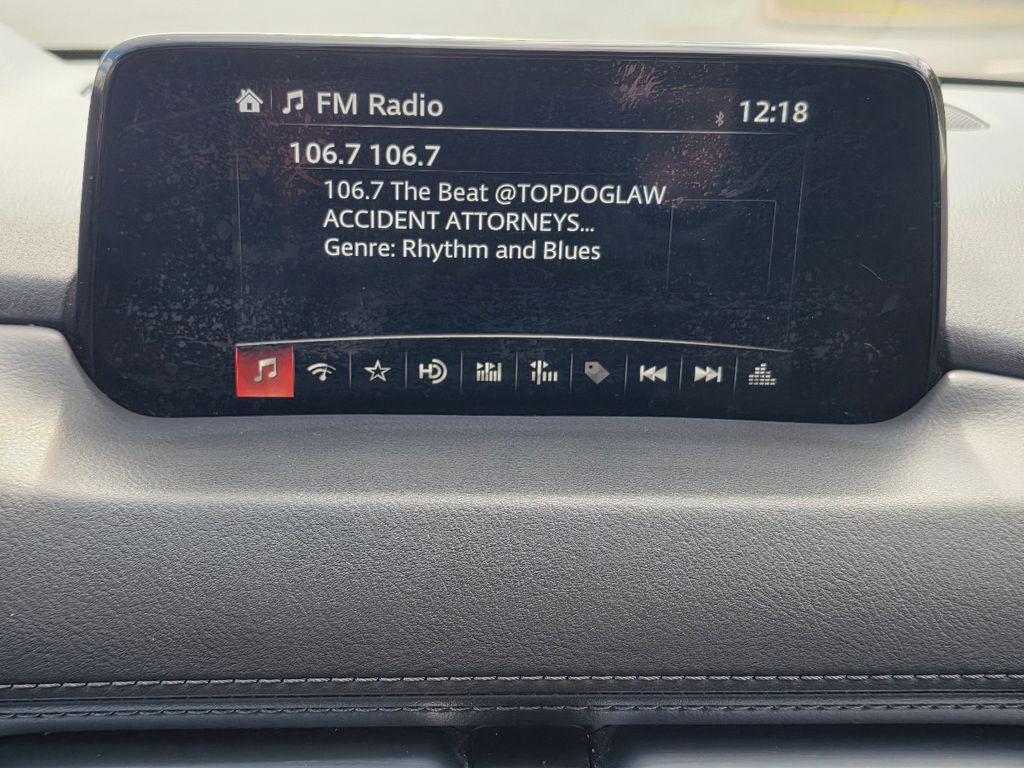 FM Radio
12:18
106.7 106.7
106.7 The Beat @TOPDOGLAW
ACCIDENT ATTORNEYS...
Genre: Rhythm and Blues
HD